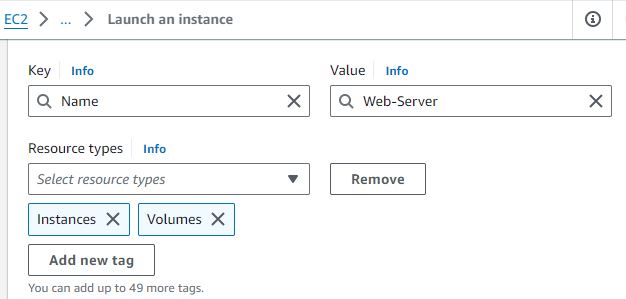 EC2 > ... > Launch an instance
Key Info Value Info
Name Web-Server
Resource types Info
Select resource types Remove
Instances Volumes
Add new tag
You can add up to 49 more tags.